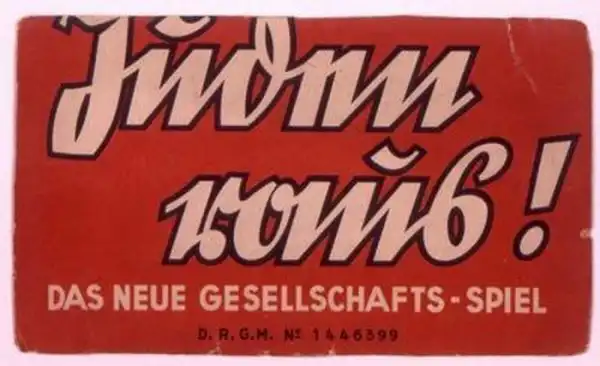 Juden
raus!
DAS NEUE GESELLSCHAFTS-SPIEL
D.R.G.M. No 1446399